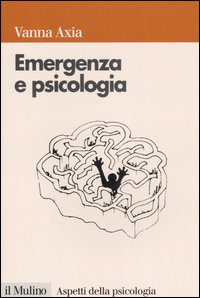 Vanna Axia
Emergenza
e psicologia
il Mulino Aspetti della psicologia